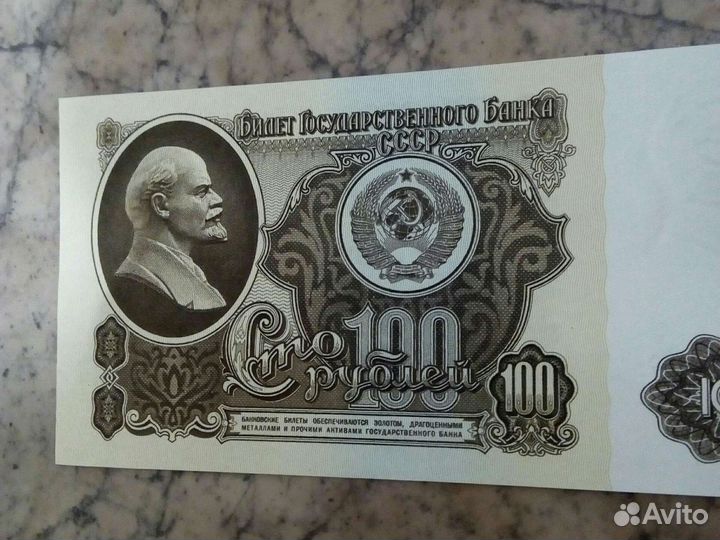 Билет Государственного Банка
СССР
100
Сто
рублей
100
БАНКОВСКИЕ БИЛЕТЫ ОБЕСПЕЧИВАЮТСЯ ЗОЛОТОМ, ДРАГОЦЕННЫМИ
МЕТАЛЛАМИ И ПРОЧИМИ АКТИВАМИ ГОСУДАРСТВЕННОГО БАНКА
Avito